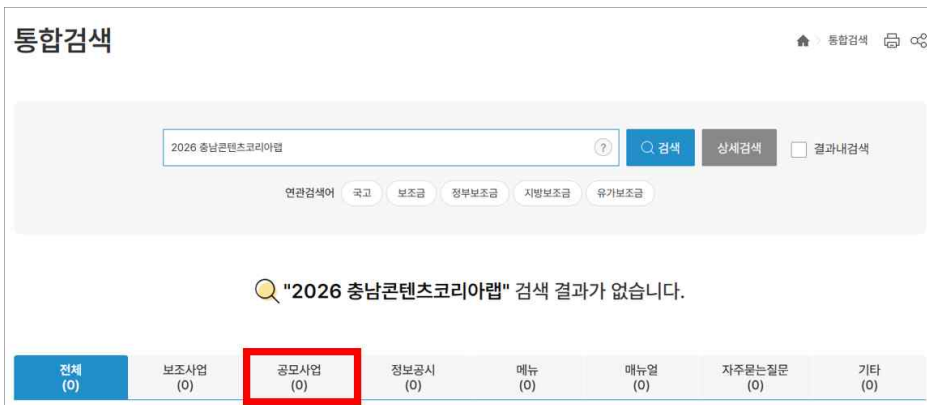 통합검색
통합검색
2026 충남콘텐츠코리아랩
?
검색
상세검색
결과내검색
연관검색어 국고 보조금 정부보조금 지방보조금 유가보조금
"2026 충남콘텐츠코리아랩" 검색 결과가 없습니다.
전체 보조사업 공모사업 정보공시 메뉴 매뉴얼 자주묻는질문 기타
(0) (0) (0) (0) (0) (0) (0) (0)